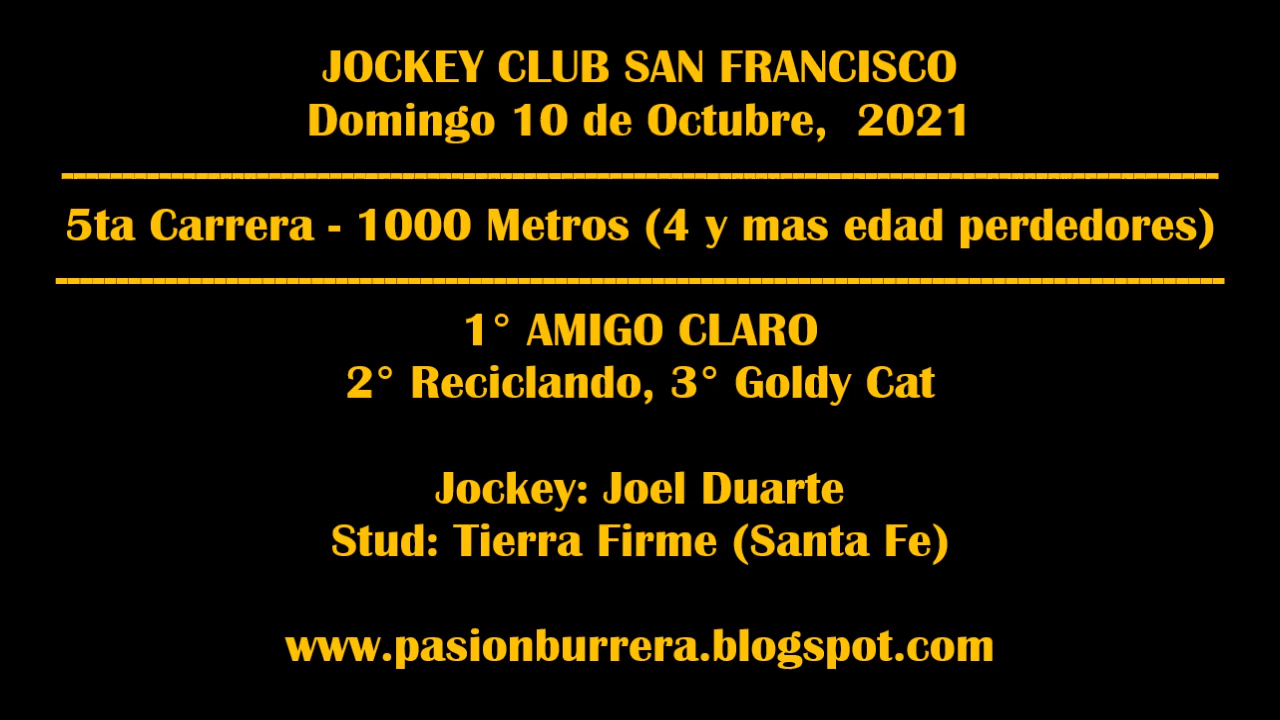 JOCKEY CLUB SAN FRANCISCO
Domingo 10 de Octubre,  2021
5ta Carrera - 1000 Metros (4 y mas edad perdedores)
1° AMIGO CLARO
2° Reciclando, 3° Goldy Cat
Jockey: Joel Duarte
Stud: Tierra Firme (Santa Fe)
www.pasionburrera.blogspot.com